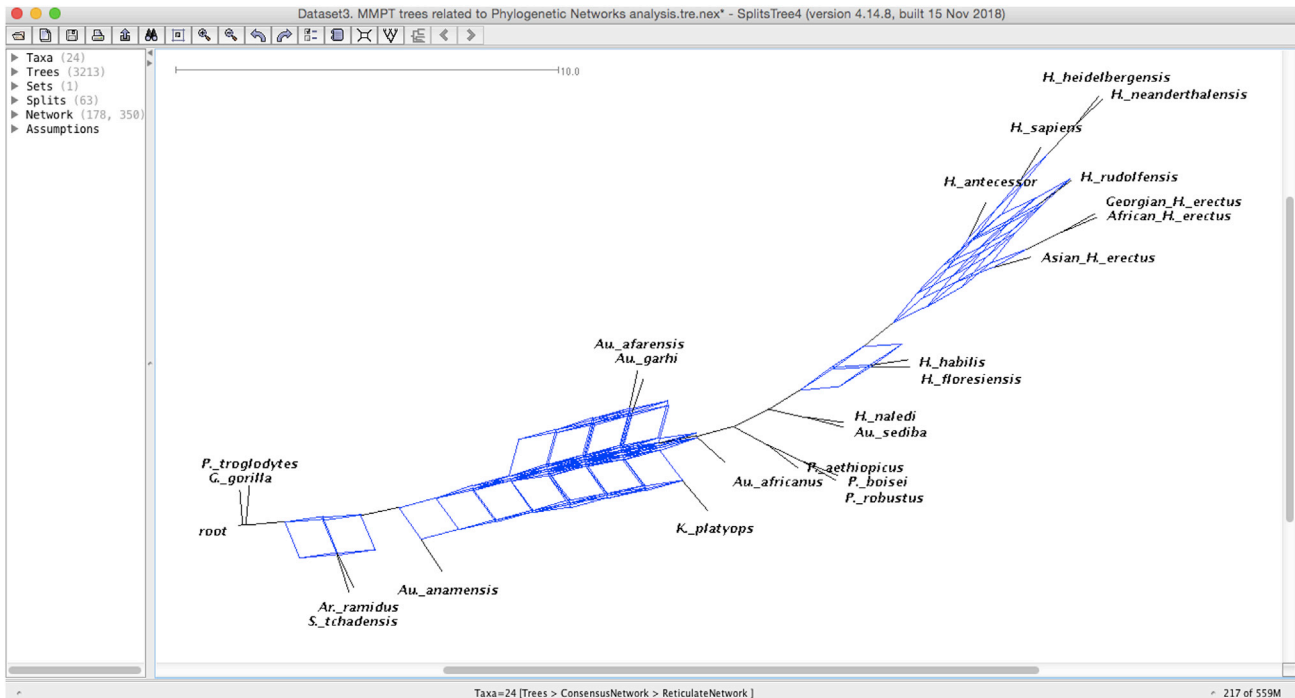 Dataset3. MMPT trees related to Phylogenetic Networks analysis.tre.nex* - SplitsTree4 (version 4.14.8, built 15 Nov 2018)
Taxa (24)
Trees (3213)
Sets (1)
Splits (63)
Network (178, 350)
Assumptions
10.0
H._heidelbergensis
H._neanderthalensis
H._sapiens
H._antecessor
H._rudolfensis
Georgian_H._erectus
African_H._erectus
Asian_H._erectus
Au._afarensis
Au._garhi
H._habilis
H._floresiensis
H._naledi
Au._sediba
P._troglodytes
G._gorilla
P._aethiopicus
P._boisei
P._robustus
Au._africanus
root
K._platyops
Au._anamensis
Ar._ramidus
S._tchadensis
Taxa=24 [Trees > ConsensusNetwork > ReticulateNetwork ]
217 of 559M